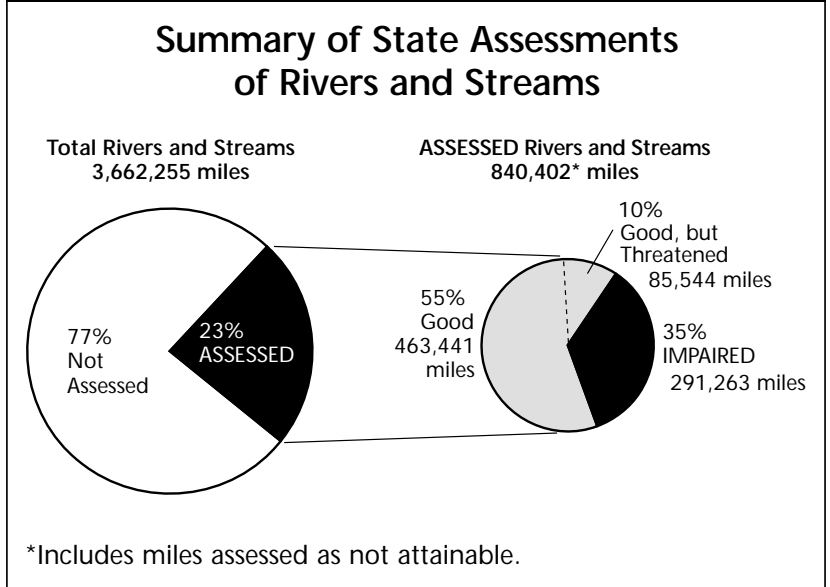 Summary of State Assessments
of Rivers and Streams
Total Rivers and Streams
3,662,255 miles
ASSESSED Rivers and Streams
840,402* miles
77%
Not
Assessed
23%
ASSESSED
55%
Good
463,441
miles
10%
Good, but
Threatened
85,544 miles
35%
IMPAIRED
291,263 miles
*Includes miles assessed as not attainable.